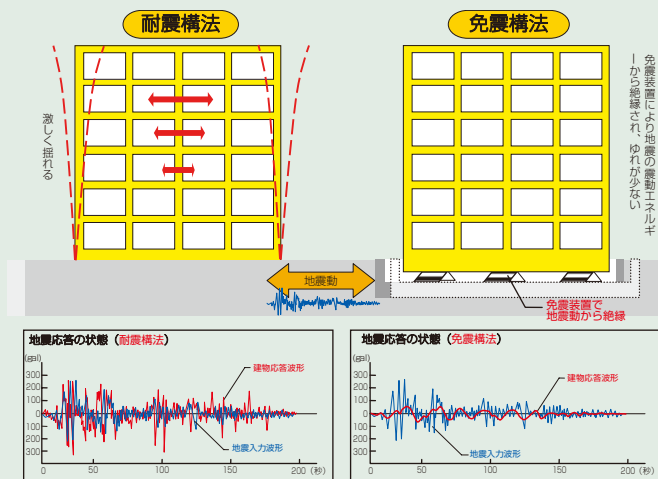 耐震構法
免震構法
激しく揺れる
免震装置により地震の震動エネルギ
ーから絶縁され、ゆれが少ない
地震動
免震装置で
地震動から絶縁
地震応答の状態（耐震構法）
(gal)
300
200
100
0
100
200
300
建物応答波形
地震入力波形
0 50 100 150 200（秒）
地震応答の状態（免震構法）
(gal)
300
200
100
0
100
200
300
建物応答波形
地震入力波形
0 50 100 150 200（秒）